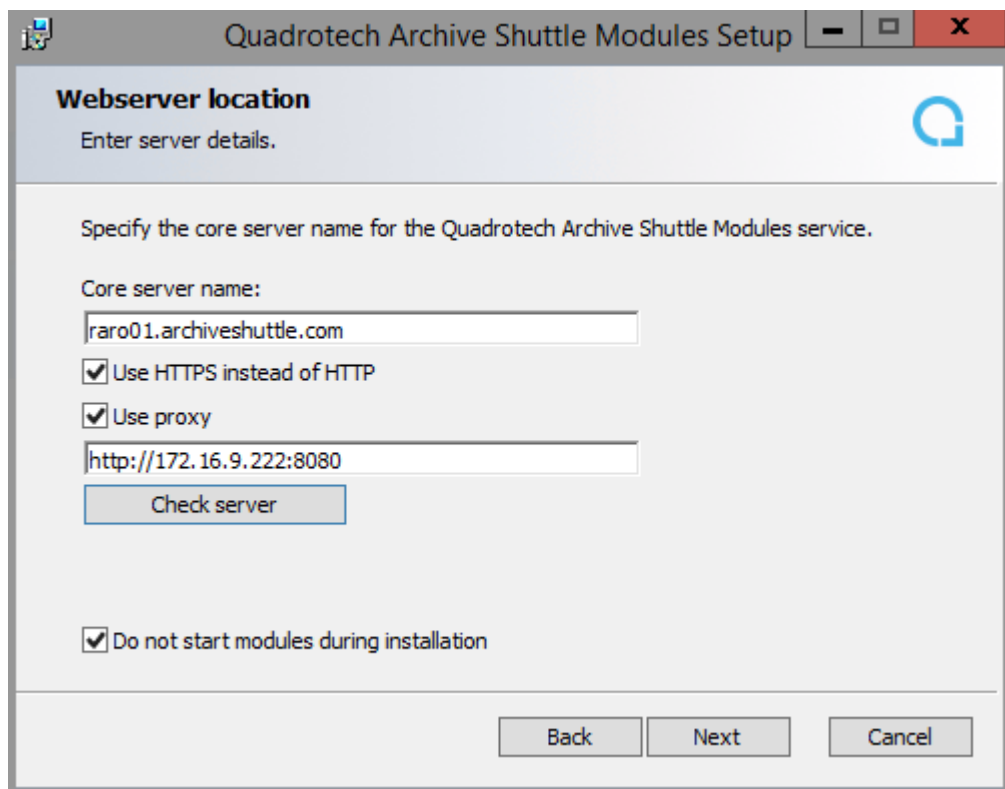 Quadrotech Archive Shuttle Modules Setup
Webserver location
Enter server details.
Specify the core server name for the Quadrotech Archive Shuttle Modules service.
Core server name:
raro01.archiveshuttle.com
Use HTTPS instead of HTTP
Use proxy
http://172.16.9.222:8080
Check server
Do not start modules during installation
Back Next Cancel